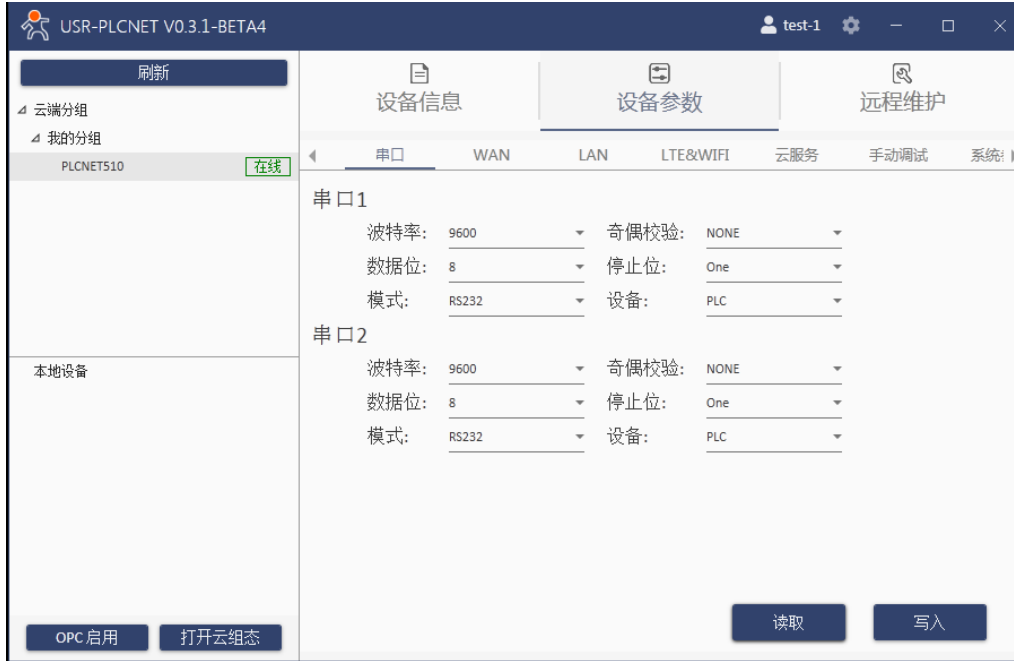 USR-PLCNET V0.3.1-BETA4
test-1
刷新
云端分组
我的分组
PLCNET510 在线
本地设备
OPC 启用 打开云组态
设备信息 设备参数 远程维护
串口 WAN LAN LTE&WIFI 云服务 手动调试 系统
串口1
波特率: 9600 奇偶校验: NONE
数据位: 8 停止位: One
模式: RS232 设备: PLC
串口2
波特率: 9600 奇偶校验: NONE
数据位: 8 停止位: One
模式: RS232 设备: PLC
读取 写入